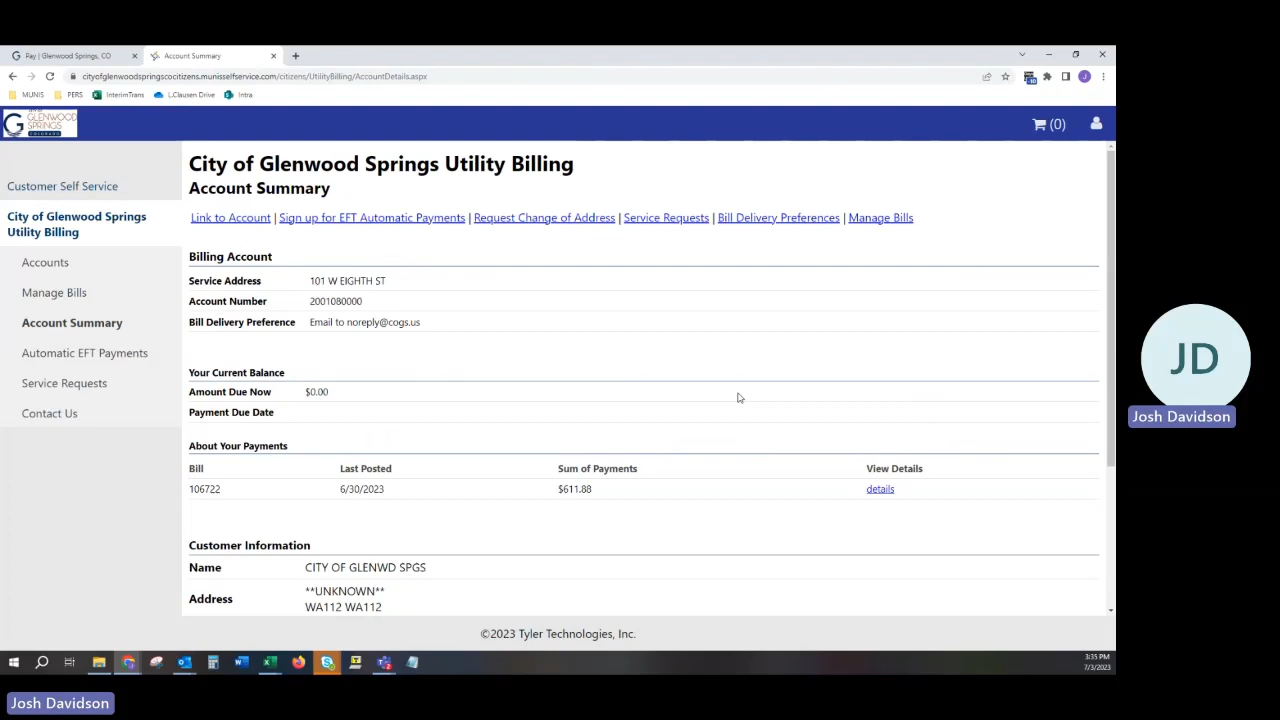 Pay | Glenwood Springs, CO
Account Summary
cityofglenwoodspringscocitizens.munisselfservice.com/citizens/UtilityBilling/AccountDetails.aspx
MUNIS PERS InterimTrans L.Clausen Drive Intra
GLENWOOD
SPRINGS
COLORADO
(0)
Customer Self Service
City of Glenwood Springs
Utility Billing
Accounts
Manage Bills
Account Summary
Automatic EFT Payments
Service Requests
Contact Us
City of Glenwood Springs Utility Billing
Account Summary
Link to Account | Sign up for EFT Automatic Payments | Request Change of Address | Service Requests | Bill Delivery Preferences | Manage Bills
Billing Account
Service Address 101 W EIGHTH ST
Account Number 2001080000
Bill Delivery Preference Email to noreply@cogs.us
Your Current Balance
Amount Due Now $0.00
Payment Due Date
About Your Payments
Bill Last Posted Sum of Payments View Details
106722 6/30/2023 $611.88 details
Customer Information
Name CITY OF GLENWD SPGS
Address **UNKNOWN**
WA112 WA112
©2023 Tyler Technologies, Inc.
3:35 PM
7/3/2023
JD
Josh Davidson
Josh Davidson